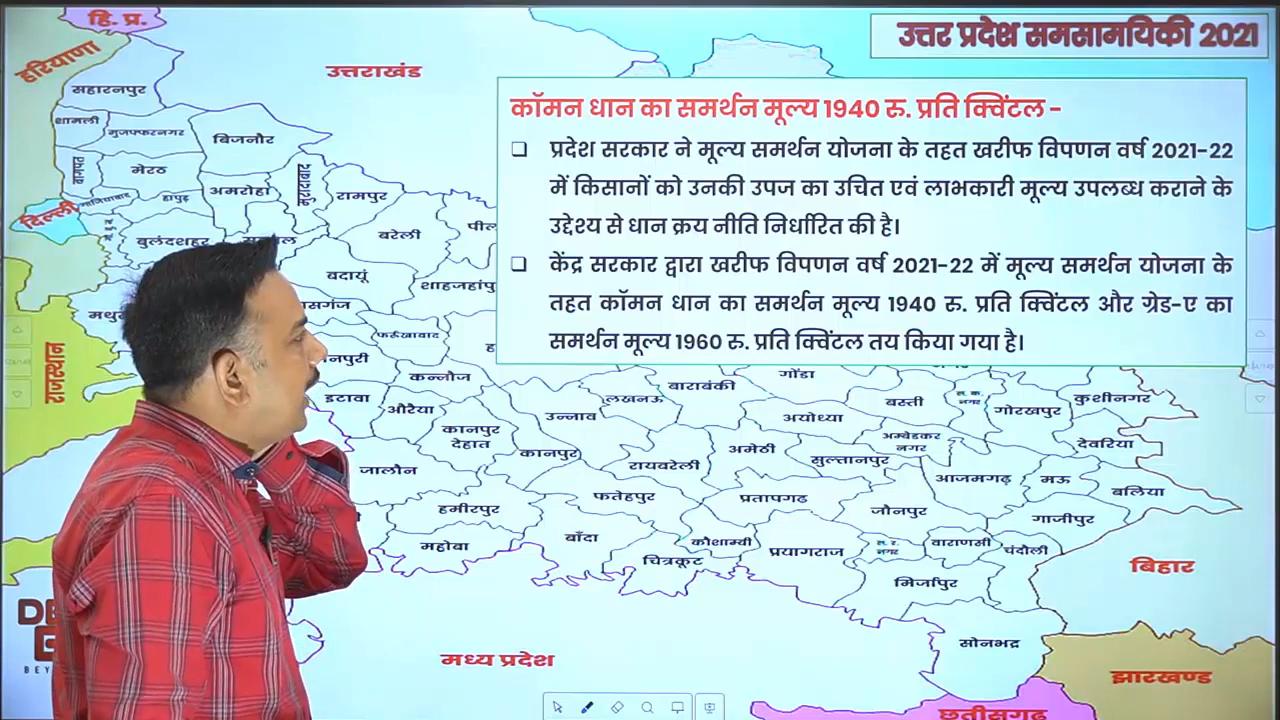 उत्तर प्रदेश समसामयिकी 2021
कॉमन धान का समर्थन मूल्य 1940 रु. प्रति क्विंटल -
प्रदेश सरकार ने मूल्य समर्थन योजना के तहत खरीफ विपणन वर्ष 2021-22
में किसानों को उनकी उपज का उचित एवं लाभकारी मूल्य उपलब्ध कराने के
उद्देश्य से धान क्रय नीति निर्धारित की है।
केंद्र सरकार द्वारा खरीफ विपणन वर्ष 2021-22 में मूल्य समर्थन योजना के
तहत कॉमन धान का समर्थन मूल्य 1940 रु. प्रति क्विंटल और ग्रेड-ए का
समर्थन मूल्य 1960 रु. प्रति क्विंटल तय किया गया है।
हि. प्र.
हरियाणा
उत्तराखंड
सहारनपुर
शामली
मुजफ्फरनगर
बिजनौर
बागपत
मेरठ
अमरोहा
मुरादाबाद
रामपुर
दिल्ली
गाजियाबाद
हापुड़
बुलंदशहर
बरेली
बदायूं
शाहजहांपु
राजस्थान
फर्रुखाबाद
कन्नौज
इटावा
औरैया
कानपुर
देहात
उन्नाव
लखनऊ
बाराबंकी
गोंडा
अयोध्या
बस्ती
स. क.
नगर
गोरखपुर
कुशीनगर
देवरिया
कानपुर
रायबरेली
अमेठी
सुल्तानपुर
अम्बेडकर
नगर
आजमगढ़
मऊ
बलिया
जालौन
हमीरपुर
फतेहपुर
प्रतापगढ़
जौनपुर
गाजीपुर
महोबा
बाँदा
चित्रकूट
कौशाम्बी
प्रयागराज
स. र.
नगर
वाराणसी
चंदौली
मिर्जापुर
सोनभद्र
बिहार
मध्य प्रदेश
झारखण्ड
छत्तीसगढ़